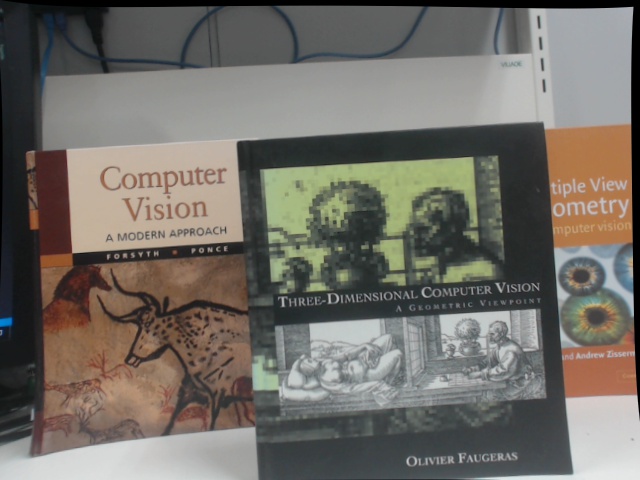 Computer
Vision
A MODERN APPROACH
FORSYTH ▪ PONCE
THREE-DIMENSIONAL COMPUTER VISION
A GEOMETRIC VIEWPOINT
OLIVIER FAUGERAS
tiple View
ometry
mputer vision
and Andrew Zisserm